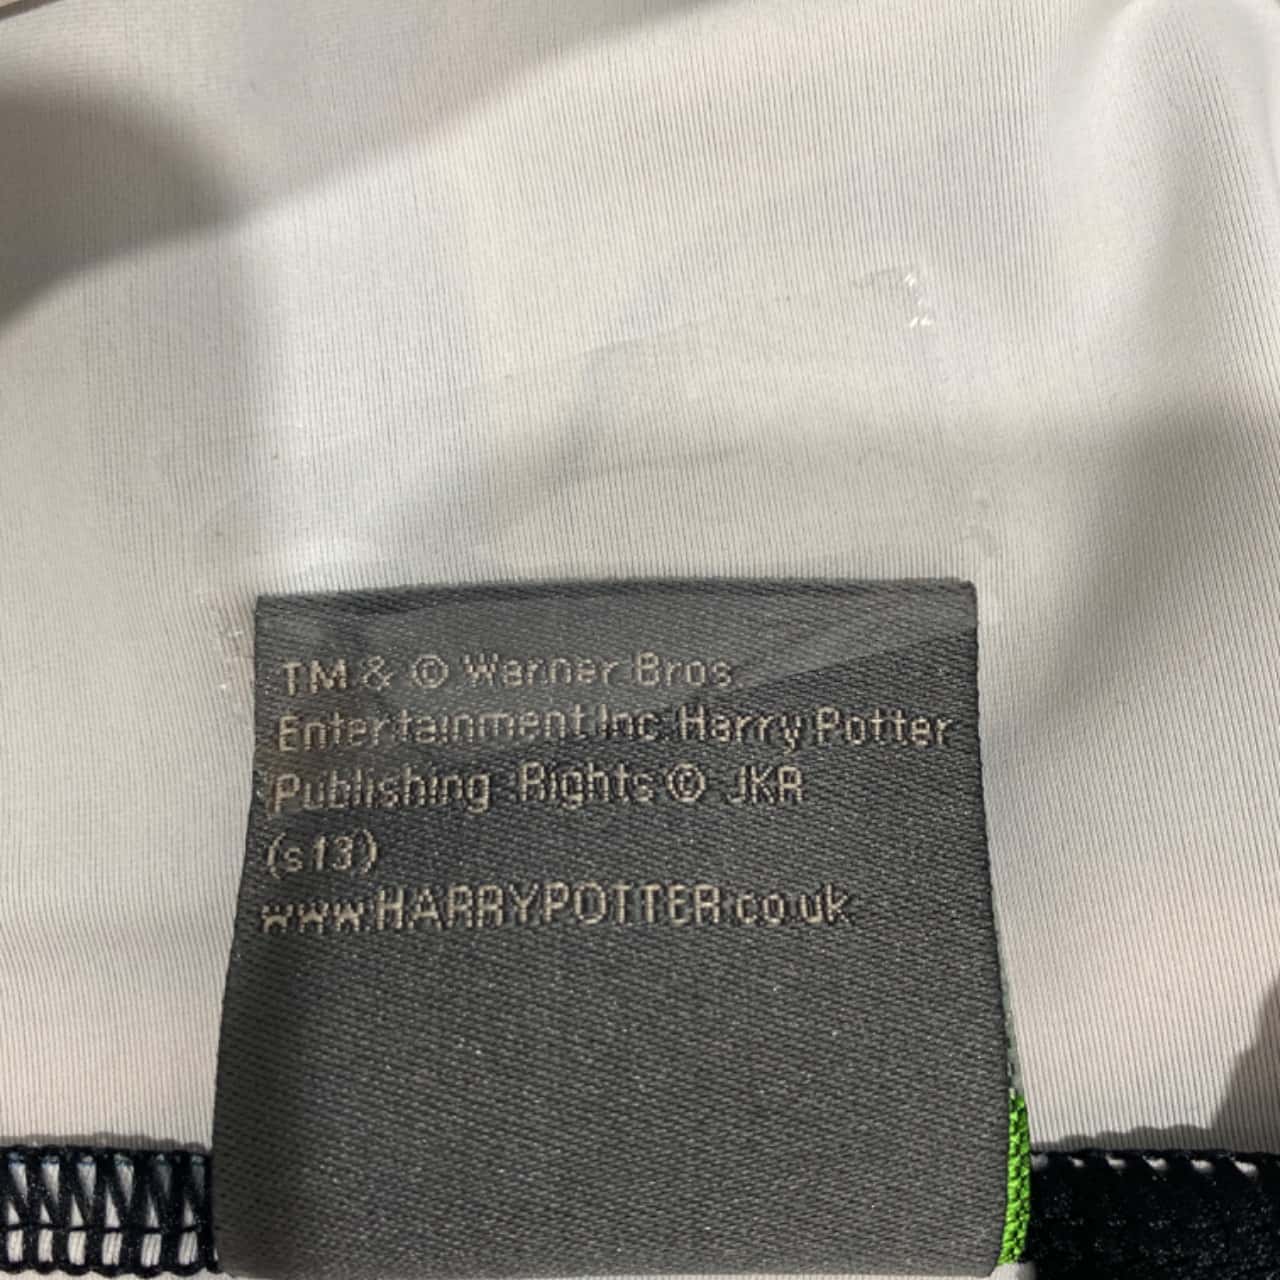 TM & © Warner Bros.
Entertainment Inc. Harry Potter
Publishing Rights © JKR
(s13)
www.HARRYPOTTER.co.uk